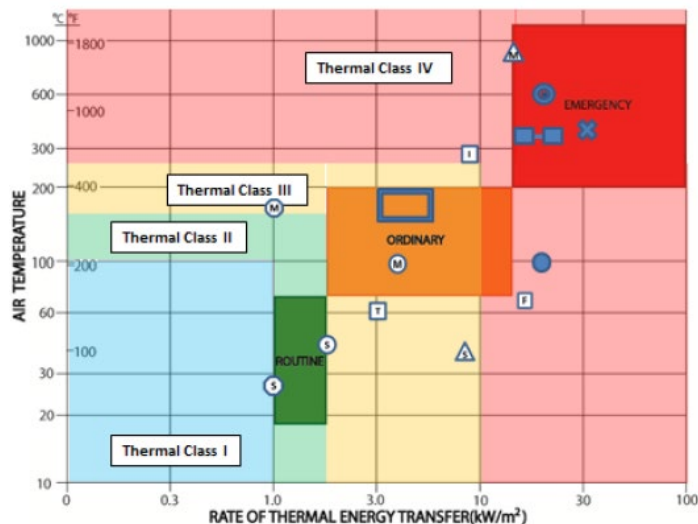 °C °F
1000
1800
Thermal Class IV
M
600
1000
EMERGENCY
300
I
200
400
Thermal Class III
M
Thermal Class II
ORDINARY
100
200
M
F
60
T
100
S
S
ROUTINE
30
S
20
Thermal Class I
10
AIR TEMPERATURE
0 0.3 1.0 3.0 10 30 100
RATE OF THERMAL ENERGY TRANSFER(kW/m²)